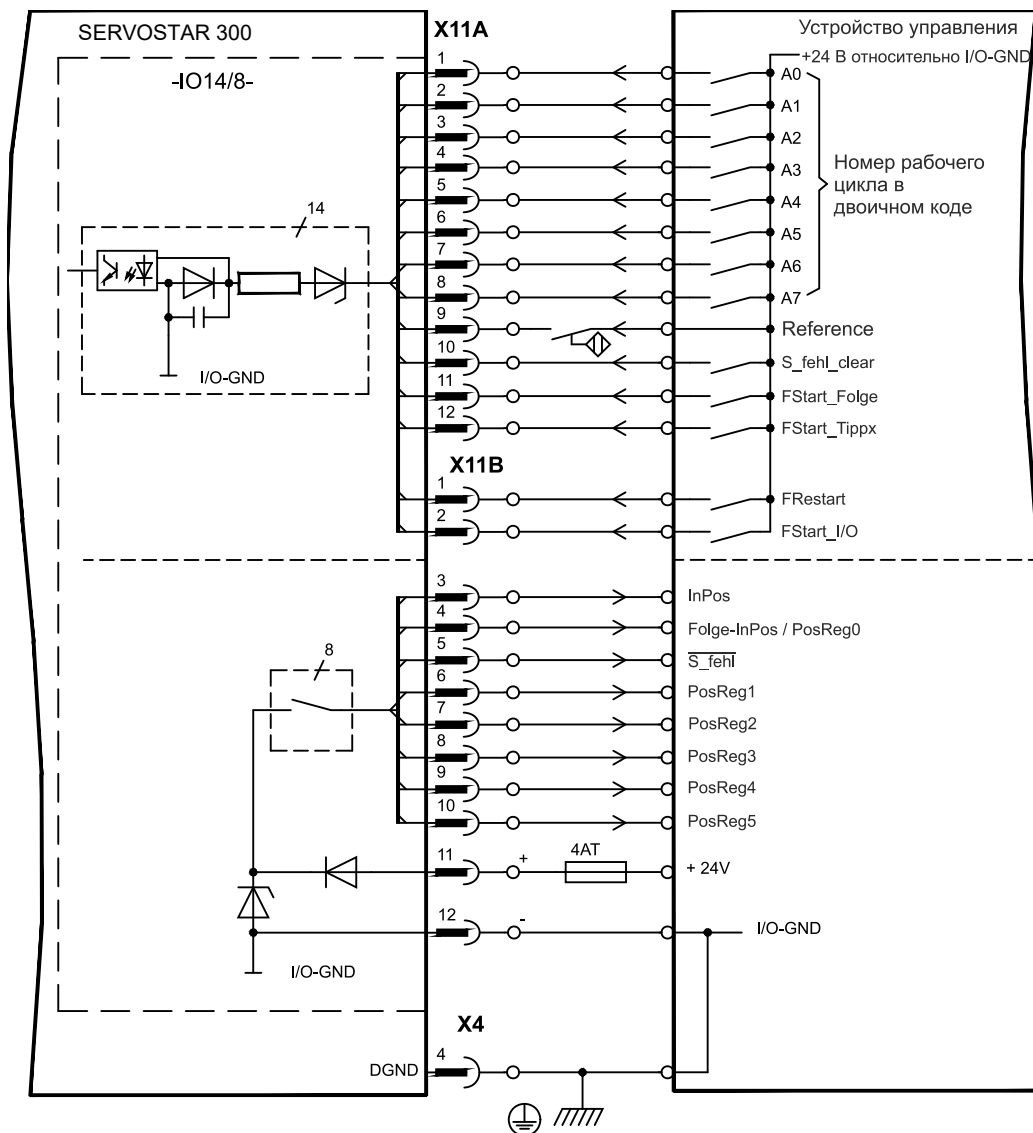 SERVOSTAR 300
X11A
Устройство управления
+24 В относительно I/O-GND
-IO14/8-
1
A0
2
A1
3
A2
4
A3
5
A4
6
A5
7
A6
8
A7
Номер рабочего
цикла в
двоичном коде
14
I/O-GND
9
Reference
10
S_fehl_clear
11
FStart_Folge
12
FStart_Tippx
X11B
1
FRestart
2
FStart_I/O
3
InPos
4
Folge-InPos / PosReg0
5
S_fehl
8
6
PosReg1
7
PosReg2
8
PosReg3
9
PosReg4
10
PosReg5
11
+
4AT
+ 24V
12
-
I/O-GND
I/O-GND
X4
DGND
4